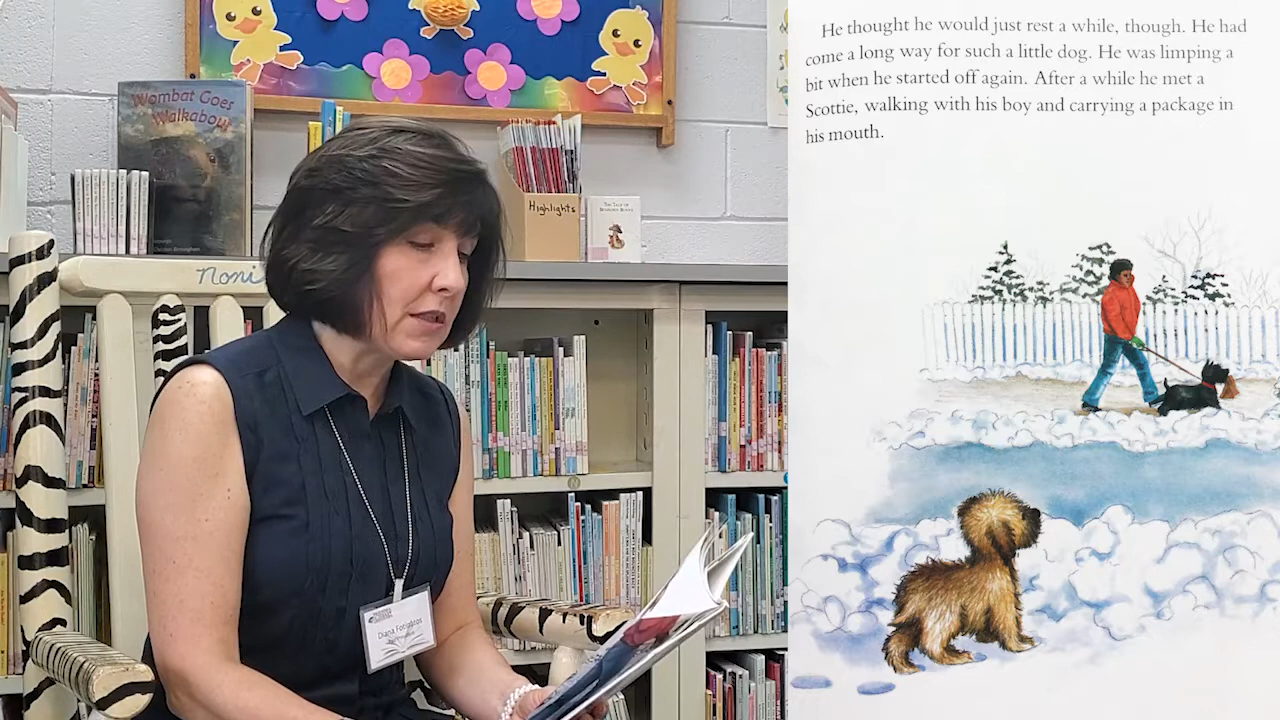 Wombat Goes
Walkabout
Highlights
Noni
Diana
He thought he would just rest a while, though. He had
come a long way for such a little dog. He was limping a
bit when he started off again. After a while he met a
Scottie, walking with his boy and carrying a package in
his mouth.